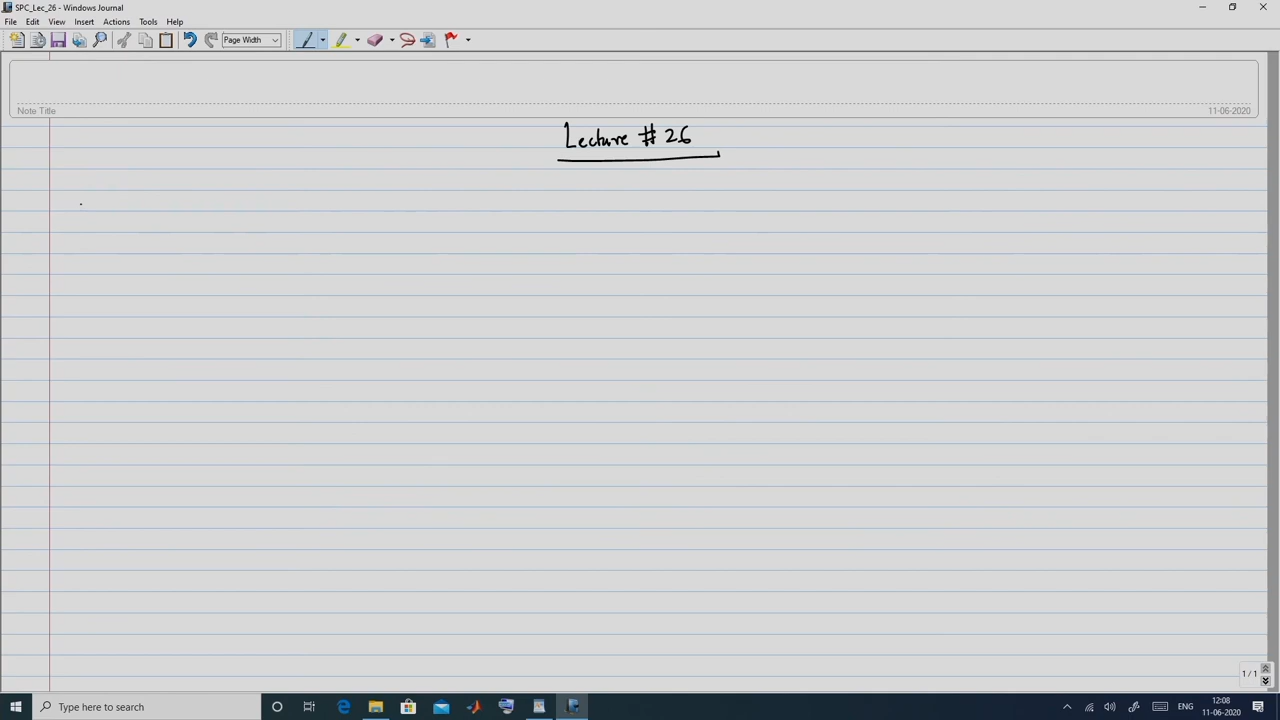 SPC_Lec_26 - Windows Journal
File Edit View Insert Actions Tools Help
Page Width
Note Title
11-06-2020
Lecture # 26
1 / 1
Type here to search
ENG
12:08
11-06-2020